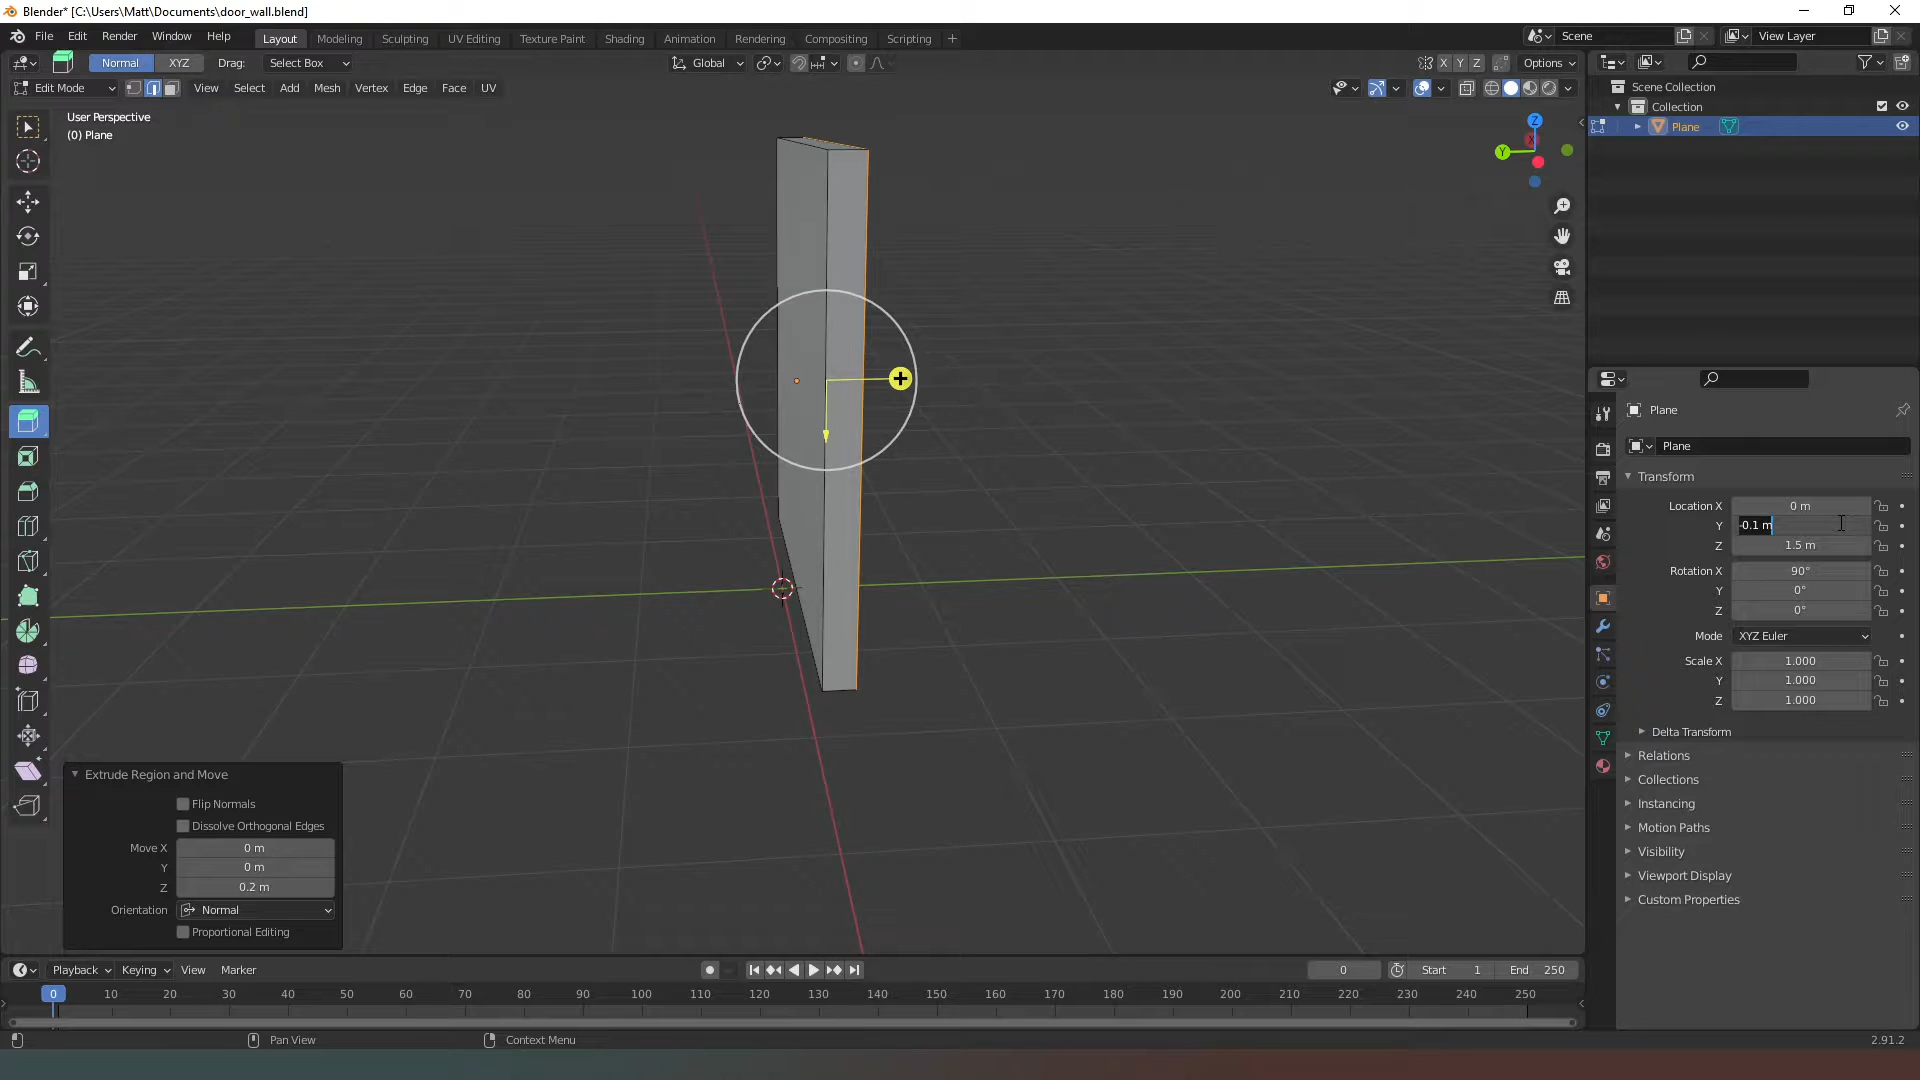 Blender* [C:\Users\Matt\Documents\door_wall.blend]
File Edit Render Window Help
Layout Modeling Sculpting UV Editing Texture Paint Shading Animation Rendering Compositing Scripting +
Scene
View Layer
Normal XYZ Drag: Select Box
Global
X Y Z Options
Edit Mode View Select Add Mesh Vertex Edge Face UV
User Perspective
(0) Plane
Z
X
Y
Scene Collection
Collection
Plane
Plane
Plane
Transform
Location X 0 m
Y -0.1 m
Z 1.5 m
Rotation X 90°
Y 0°
Z 0°
Mode XYZ Euler
Scale X 1.000
Y 1.000
Z 1.000
Delta Transform
Relations
Collections
Instancing
Motion Paths
Visibility
Viewport Display
Custom Properties
Extrude Region and Move
Flip Normals
Dissolve Orthogonal Edges
Move X 0 m
Y 0 m
Z 0.2 m
Orientation Normal
Proportional Editing
Playback Keying View Marker
0 Start 1 End 250
0 10 20 30 40 50 60 70 80 90 100 110 120 130 140 150 160 170 180 190 200 210 220 230 240 250
Pan View Context Menu 2.91.2